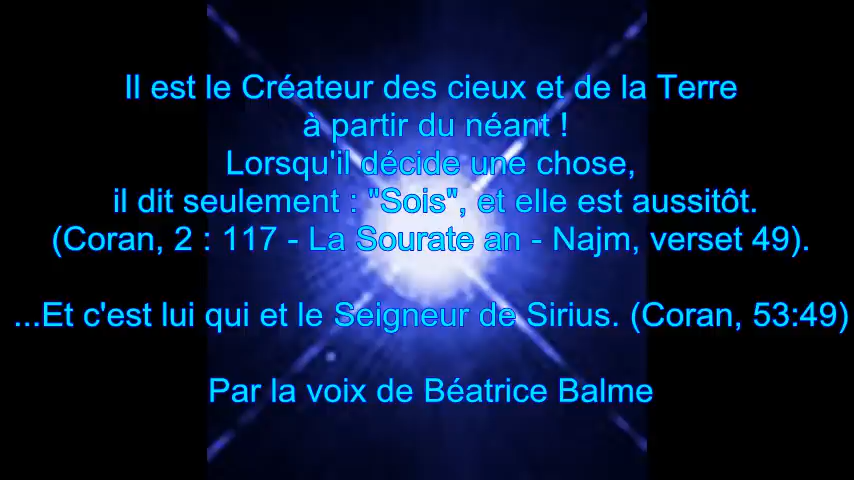 Il est le Créateur des cieux et de la Terre
à partir du néant !
Lorsqu'il décide une chose,
il dit seulement : "Sois", et elle est aussitôt.
(Coran, 2 : 117 - La Sourate an - Najm, verset 49).
...Et c'est lui qui et le Seigneur de Sirius. (Coran, 53:49)
Par la voix de Béatrice Balme